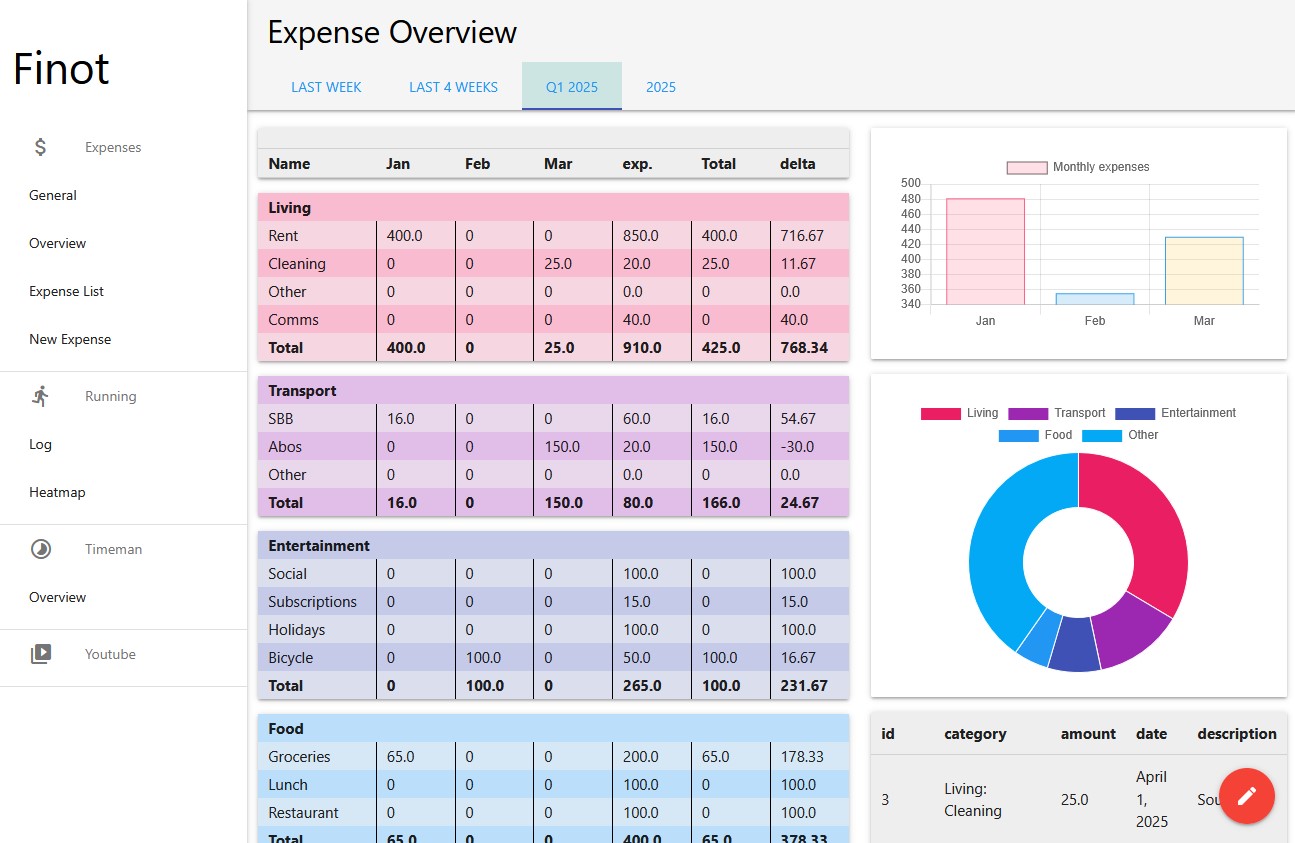 Finot
Expenses
General
Overview
Expense List
New Expense
Running
Log
Heatmap
Timeman
Overview
Youtube
Expense Overview
LAST WEEK LAST 4 WEEKS Q1 2025 2025
Name Jan Feb Mar exp. Total delta
Living
Rent 400.0 0 0 850.0 400.0 716.67
Cleaning 0 0 25.0 20.0 25.0 11.67
Other 0 0 0 0.0 0 0.0
Comms 0 0 0 40.0 0 40.0
Total 400.0 0 25.0 910.0 425.0 768.34
Transport
SBB 16.0 0 0 60.0 16.0 54.67
Abos 0 0 150.0 20.0 150.0 -30.0
Other 0 0 0 0.0 0 0.0
Total 16.0 0 150.0 80.0 166.0 24.67
Entertainment
Social 0 0 0 100.0 0 100.0
Subscriptions 0 0 0 15.0 0 15.0
Holidays 0 0 0 100.0 0 100.0
Bicycle 0 100.0 0 50.0 100.0 16.67
Total 0 100.0 0 265.0 100.0 231.67
Food
Groceries 65.0 0 0 200.0 65.0 178.33
Lunch 0 0 0 100.0 0 100.0
Restaurant 0 0 0 100.0 0 100.0
Total 65.0 0 0 400.0 65.0 378.33
Monthly expenses
500
480
460
440
420
400
380
360
340
Jan Feb Mar
Living Transport Entertainment
Food Other
id category amount date description
3 Living: Cleaning 25.0 April 1, 2025